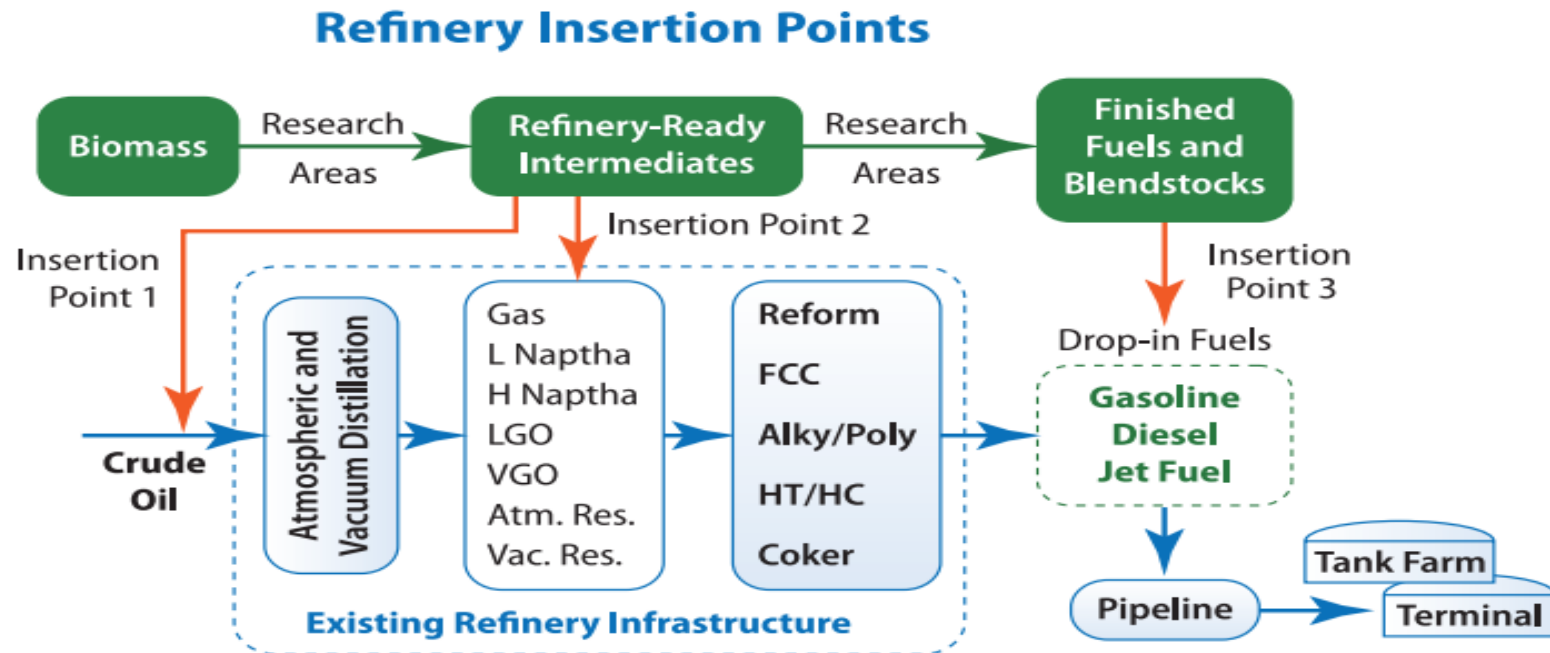 Refinery Insertion Points
Biomass
Research
Areas
Refinery-Ready
Intermediates
Research
Areas
Finished
Fuels and
Blendstocks
Insertion
Point 1
Insertion Point 2
Insertion
Point 3
Crude
Oil
Atmospheric and
Vacuum Distillation
Gas
L Naptha
H Naptha
LGO
VGO
Atm. Res.
Vac. Res.
Reform
FCC
Alky/Poly
HT/HC
Coker
Existing Refinery Infrastructure
Drop-in Fuels
Gasoline
Diesel
Jet Fuel
Pipeline
Tank Farm
Terminal